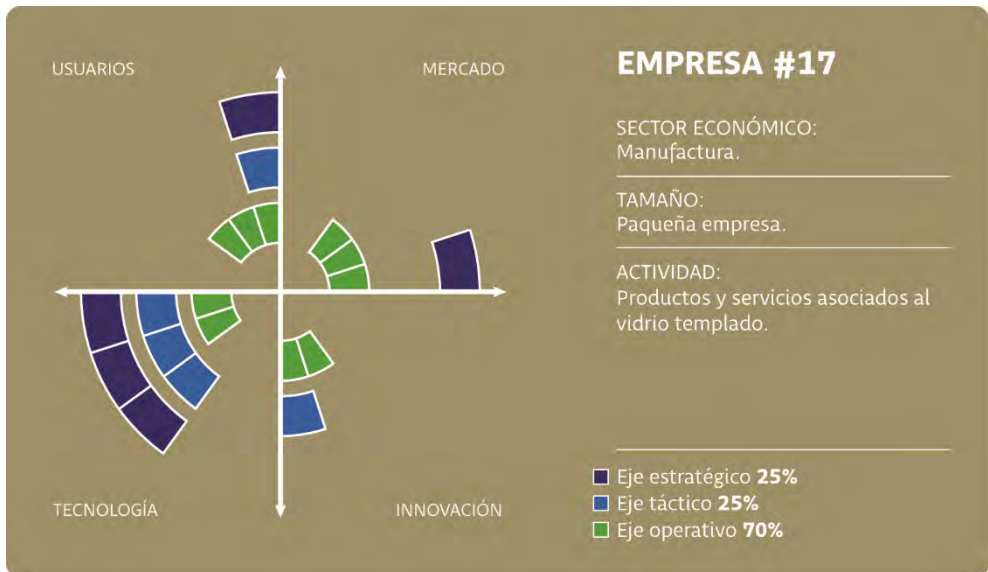 USUARIOS
MERCADO
TECNOLOGÍA
INNOVACIÓN
EMPRESA #17
SECTOR ECONÓMICO:
Manufactura.
TAMAÑO:
Paqueña empresa.
ACTIVIDAD:
Productos y servicios asociados al
vidrio templado.
Eje estratégico 25%
Eje táctico 25%
Eje operativo 70%